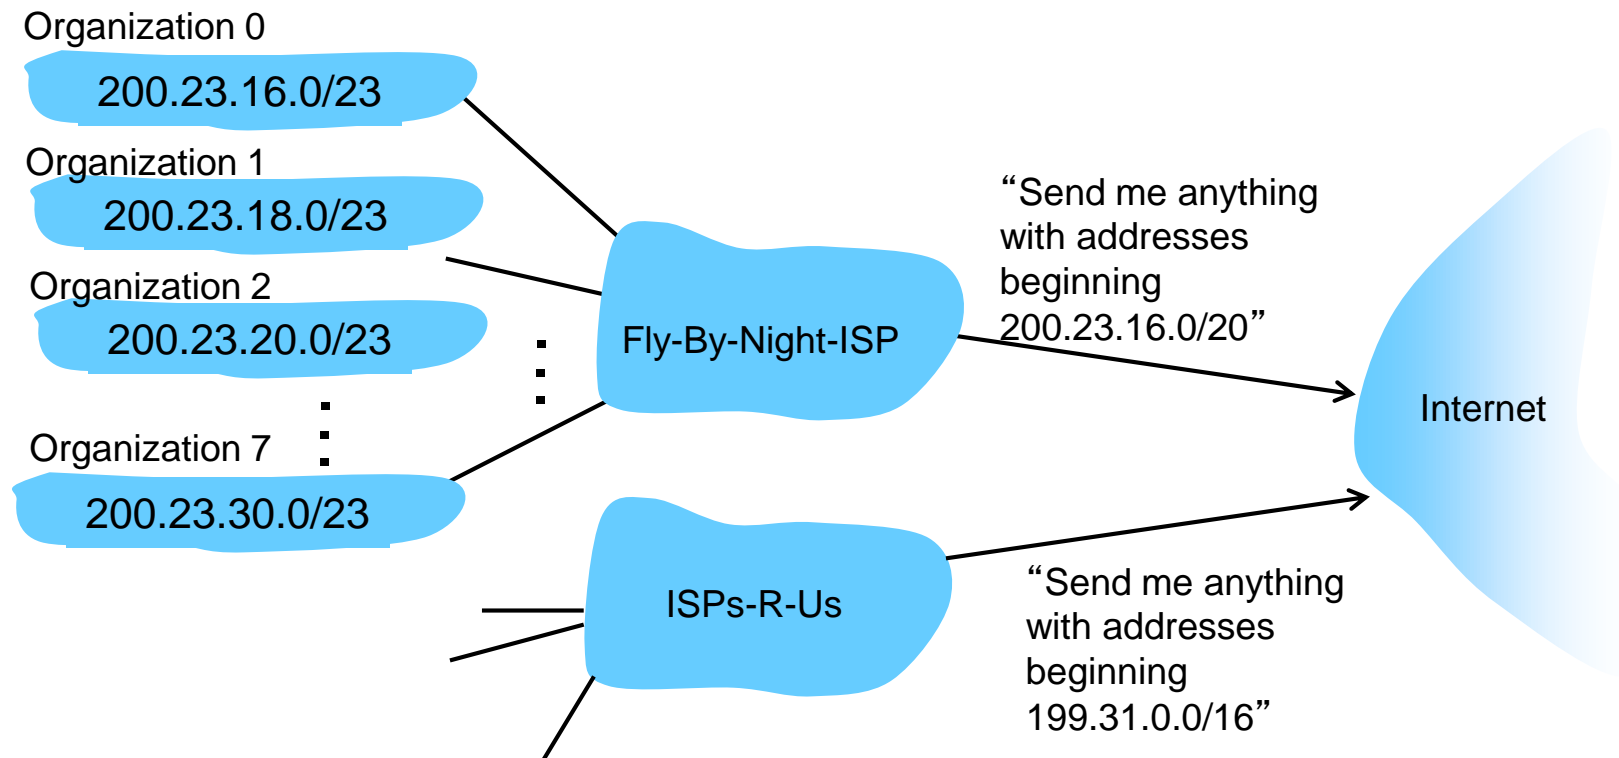 Organization 0
200.23.16.0/23
Organization 1
200.23.18.0/23
Organization 2
200.23.20.0/23
Organization 7
200.23.30.0/23
Fly-By-Night-ISP
“Send me anything
with addresses
beginning
200.23.16.0/20”
Internet
ISPs-R-Us
“Send me anything
with addresses
beginning
199.31.0.0/16”